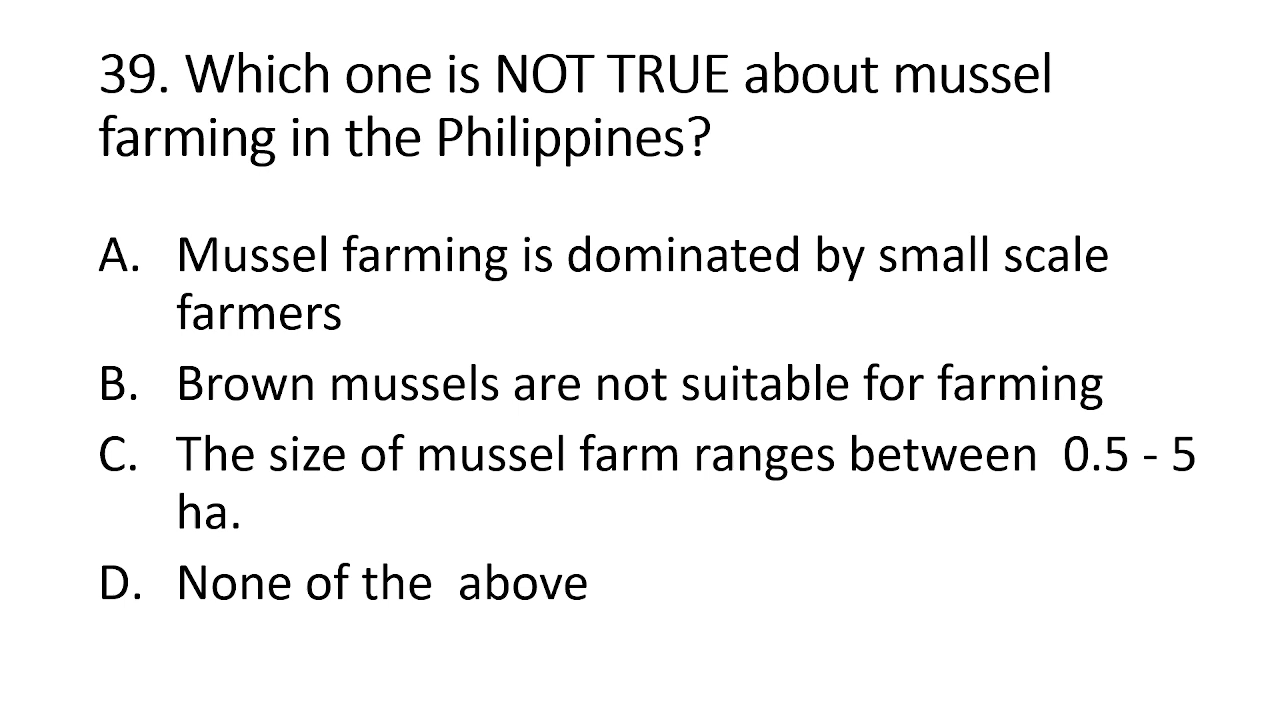 39. Which one is NOT TRUE about mussel
farming in the Philippines?
A. Mussel farming is dominated by small scale
farmers
B. Brown mussels are not suitable for farming
C. The size of mussel farm ranges between 0.5 - 5
ha.
D. None of the above